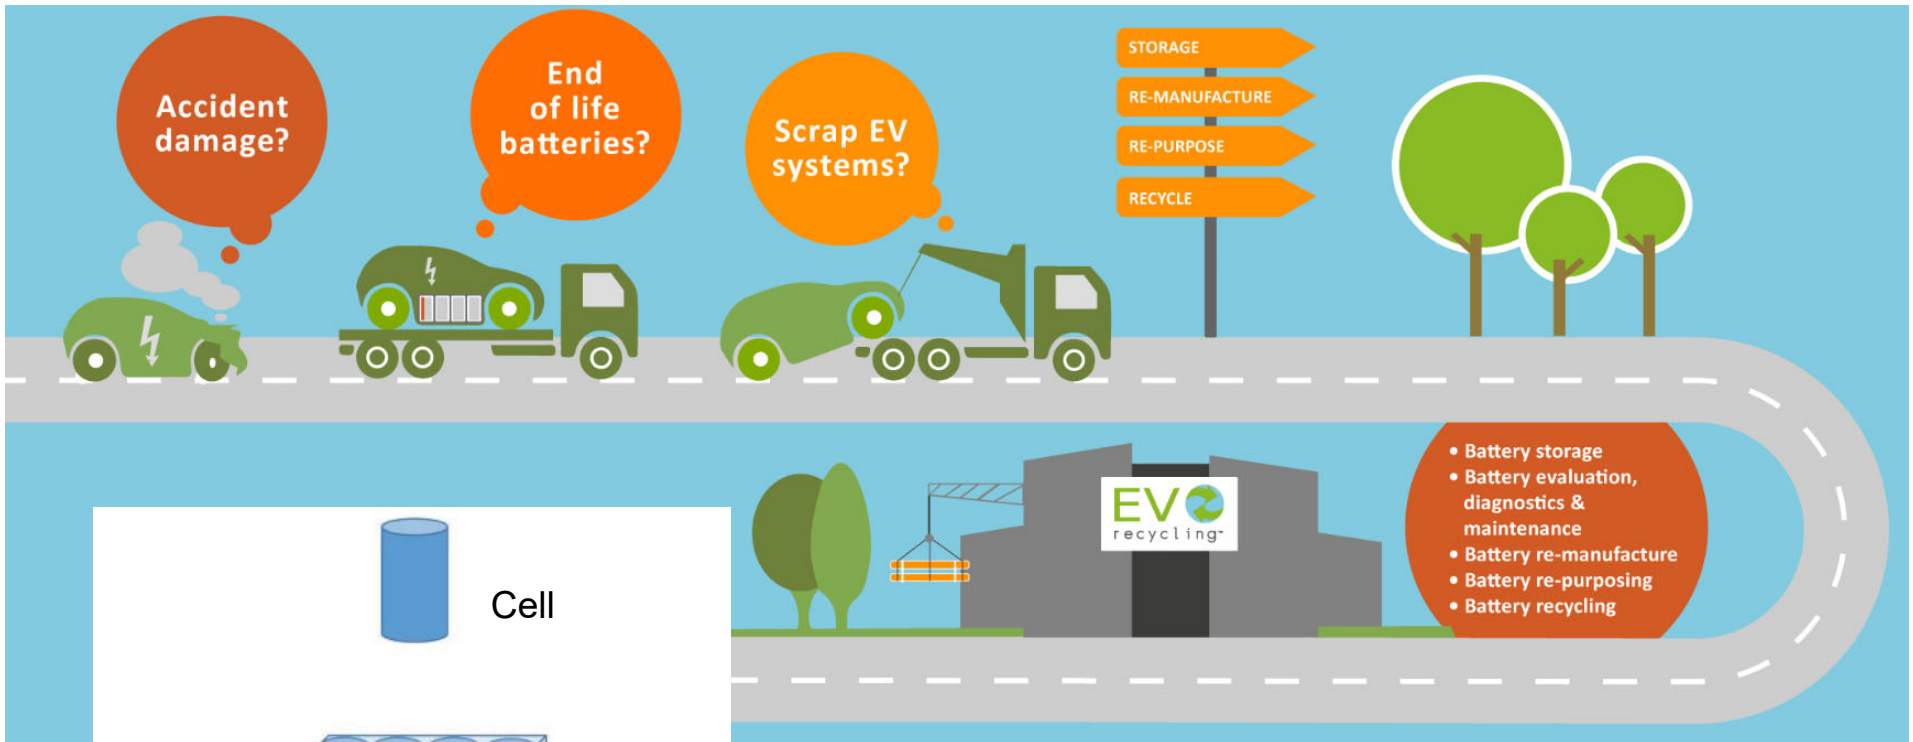 Accident
damage?
End
of life
batteries?
Scrap EV
systems?
STORAGE
RE-MANUFACTURE
RE-PURPOSE
RECYCLE
• Battery storage
• Battery evaluation,
diagnostics &
maintenance
• Battery re-manufacture
• Battery re-purposing
• Battery recycling
EV
recycling™
Cell